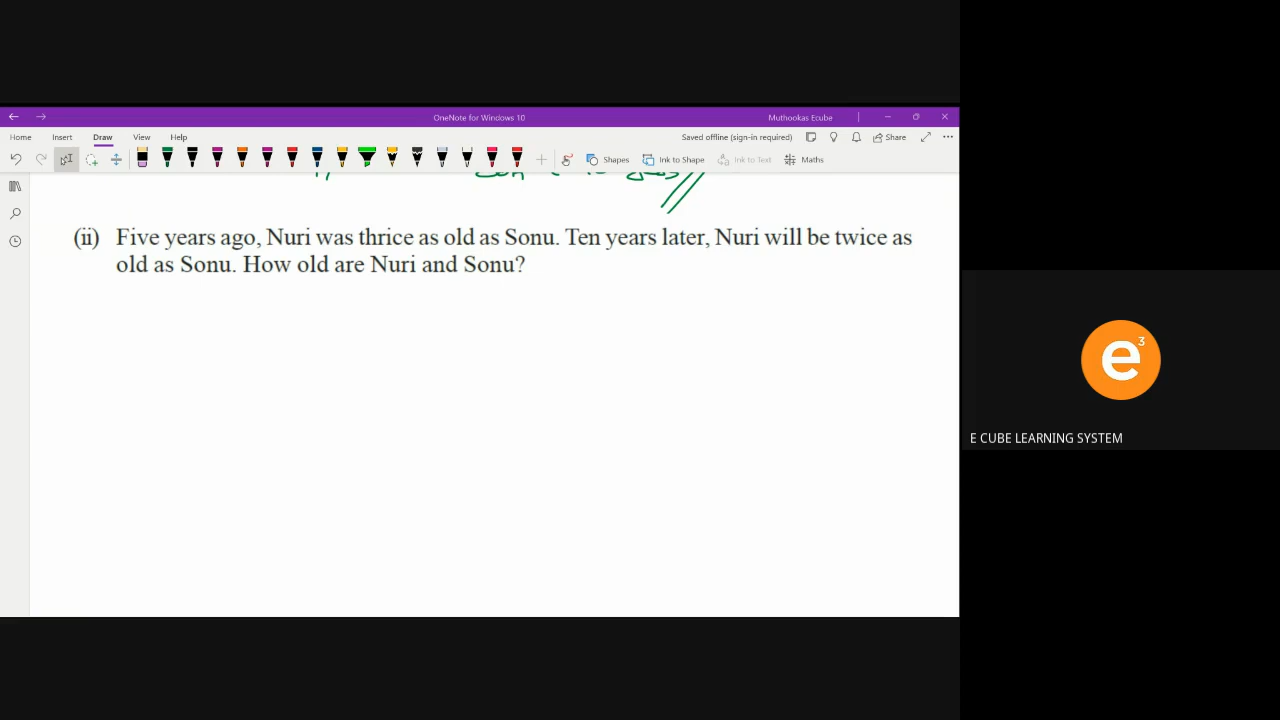 OneNote for Windows 10
Muthookas Ecube
Home Insert Draw View Help
Saved offline (sign-in required) Share
Shapes Ink to Shape Ink to Text Maths
(ii) Five years ago, Nuri was thrice as old as Sonu. Ten years later, Nuri will be twice as
old as Sonu. How old are Nuri and Sonu?
e3
E CUBE LEARNING SYSTEM